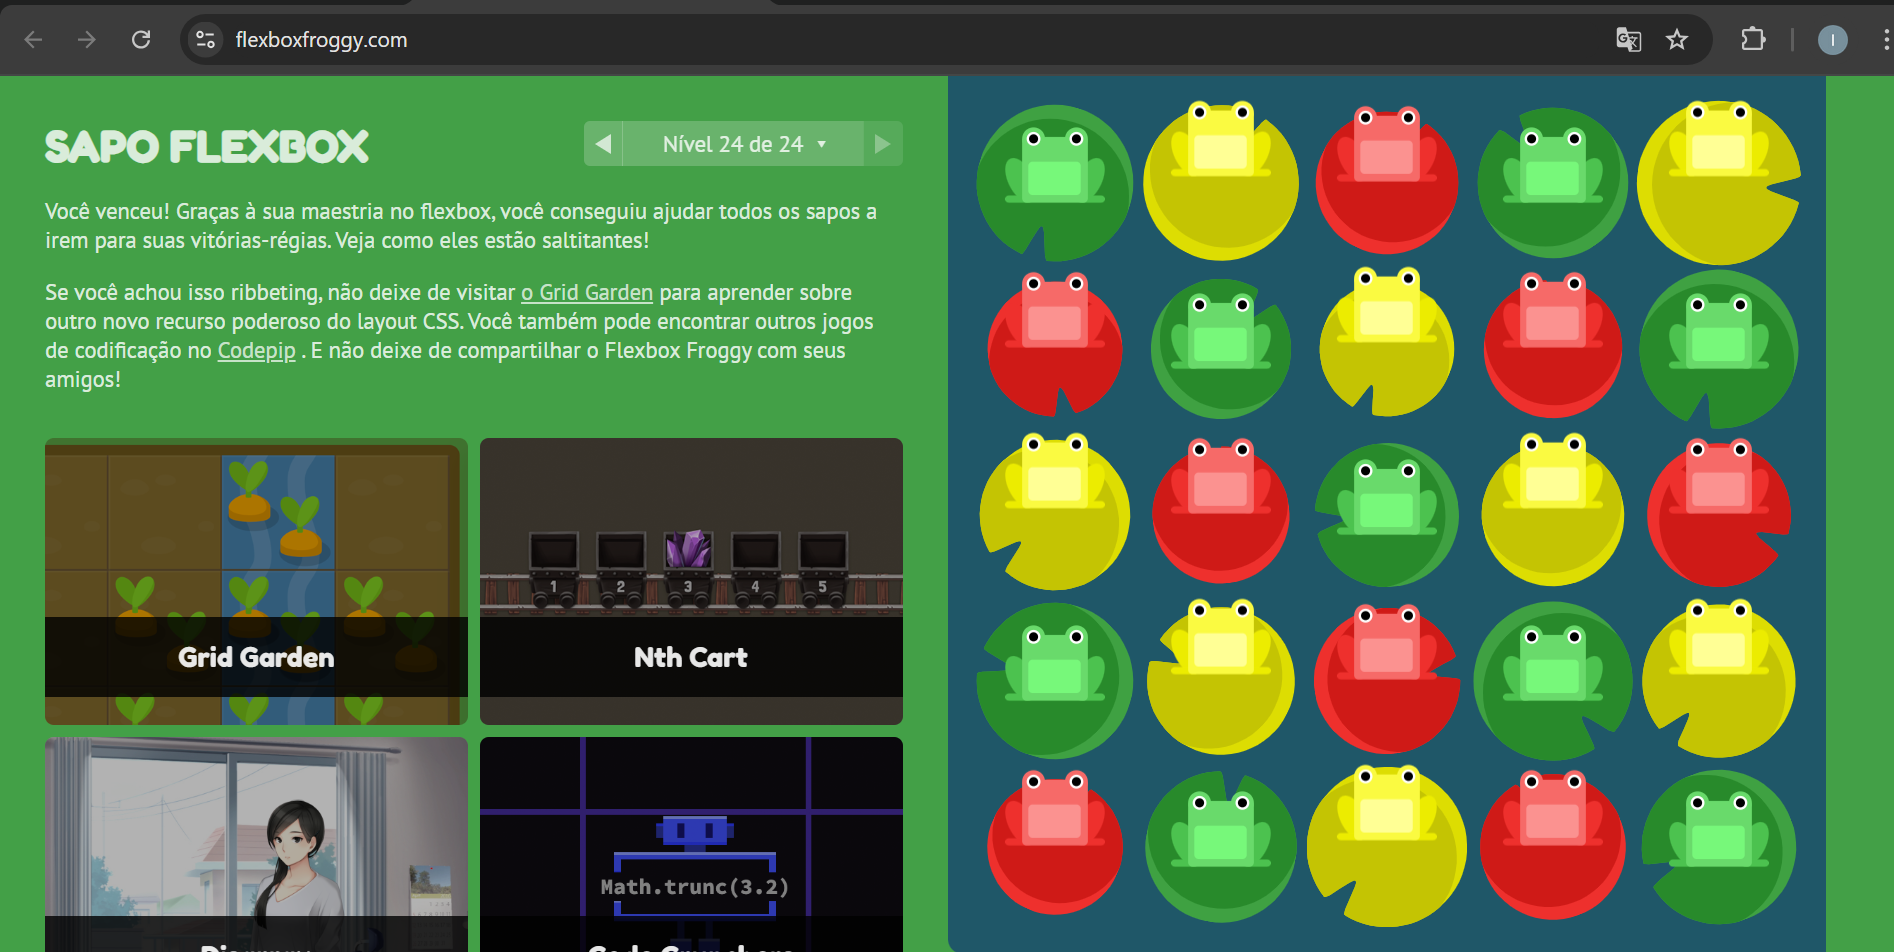 flexboxfroggy.com
SAPO FLEXBOX
Nível 24 de 24
Você venceu! Graças à sua maestria no flexbox, você conseguiu ajudar todos os sapos a
irem para suas vitórias-régias. Veja como eles estão saltitantes!
Se você achou isso ribbeting, não deixe de visitar o Grid Garden para aprender sobre
outro novo recurso poderoso do layout CSS. Você também pode encontrar outros jogos
de codificação no Codepip . E não deixe de compartilhar o Flexbox Froggy com seus
amigos!
Grid Garden
1 2 3 4 5
Nth Cart
Math.trunc(3.2)
I